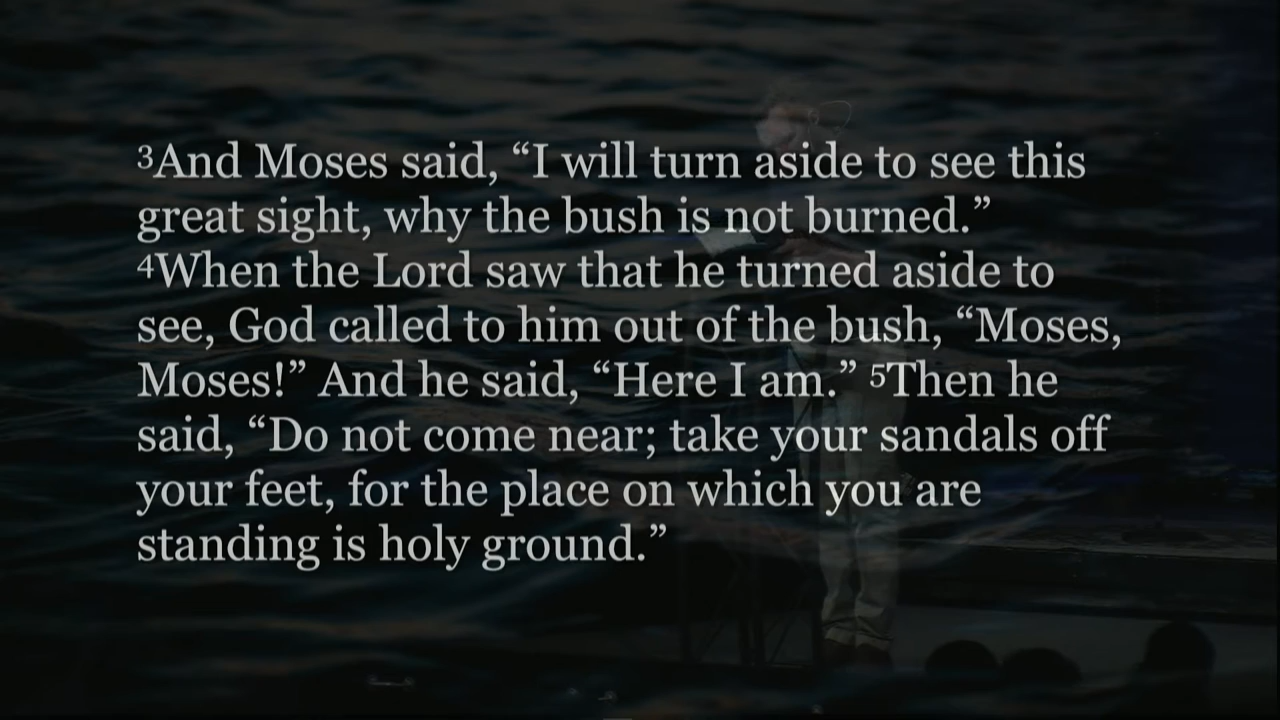 ³And Moses said, “I will turn aside to see this
great sight, why the bush is not burned.”
⁴When the Lord saw that he turned aside to
see, God called to him out of the bush, “Moses,
Moses!” And he said, “Here I am.” ⁵Then he
said, “Do not come near; take your sandals off
your feet, for the place on which you are
standing is holy ground.”